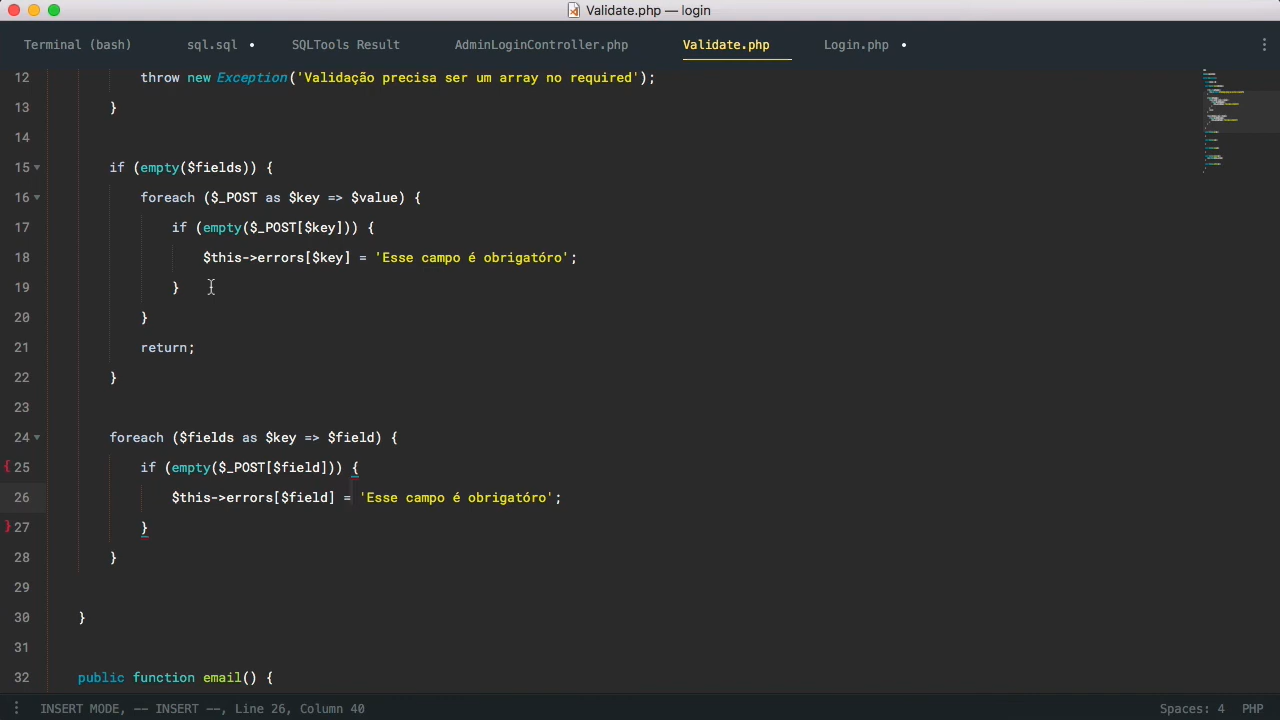 Validate.php — login
Terminal (bash) sql.sql SQLTools Result AdminLoginController.php Validate.php Login.php
12 throw new Exception('Validação precisa ser um array no required');
13 }
14
15 if (empty($fields)) {
16 foreach ($_POST as $key => $value) {
17 if (empty($_POST[$key])) {
18 $this->errors[$key] = 'Esse campo é obrigatóro';
19 }
20 }
21 return;
22 }
23
24 foreach ($fields as $key => $field) {
{ 25 if (empty($_POST[$field])) {
26 $this->errors[$field] = 'Esse campo é obrigatóro';
} 27 }
28 }
29
30 }
31
32 public function email() {
INSERT MODE, -- INSERT --, Line 26, Column 40 Spaces: 4 PHP